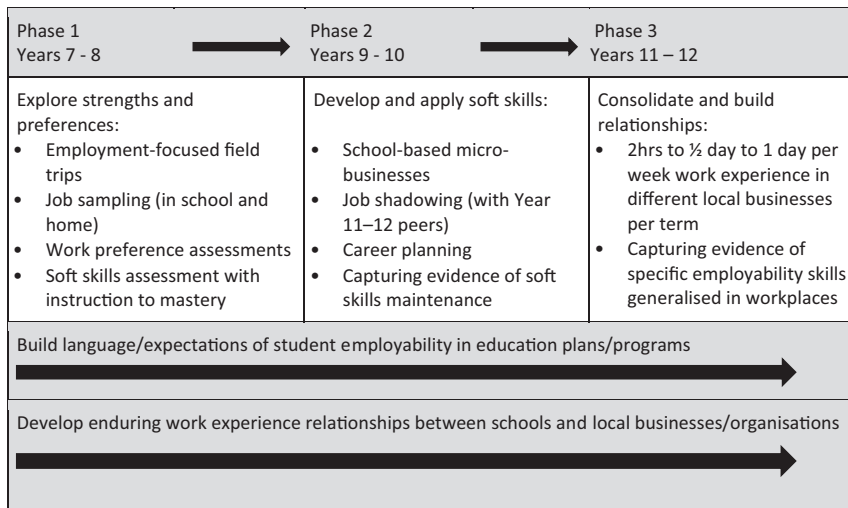 Phase 1
Years 7 - 8
Phase 2
Years 9 - 10
Phase 3
Years 11 – 12
Explore strengths and
preferences:
• Employment-focused field
trips
• Job sampling (in school and
home)
• Work preference assessments
• Soft skills assessment with
instruction to mastery
Develop and apply soft skills:
• School-based micro-
businesses
• Job shadowing (with Year
11–12 peers)
• Career planning
• Capturing evidence of soft
skills maintenance
Consolidate and build
relationships:
• 2hrs to ½ day to 1 day per
week work experience in
different local businesses
per term
• Capturing evidence of
specific employability skills
generalised in workplaces
Build language/expectations of student employability in education plans/programs
Develop enduring work experience relationships between schools and local businesses/organisations